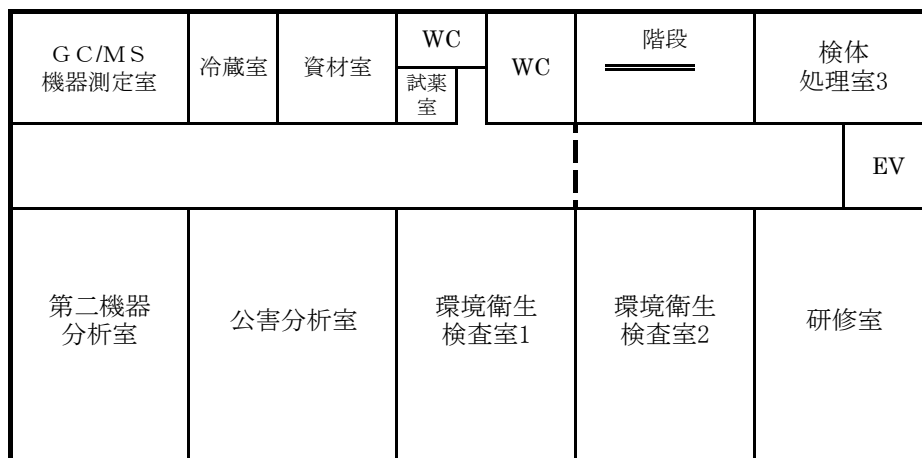 ＧC/MS
機器測定室
冷蔵室
資材室
WC
試薬
室
WC
階段
検体
処理室3
EV
第二機器
分析室
公害分析室
環境衛生
検査室1
環境衛生
検査室2
研修室